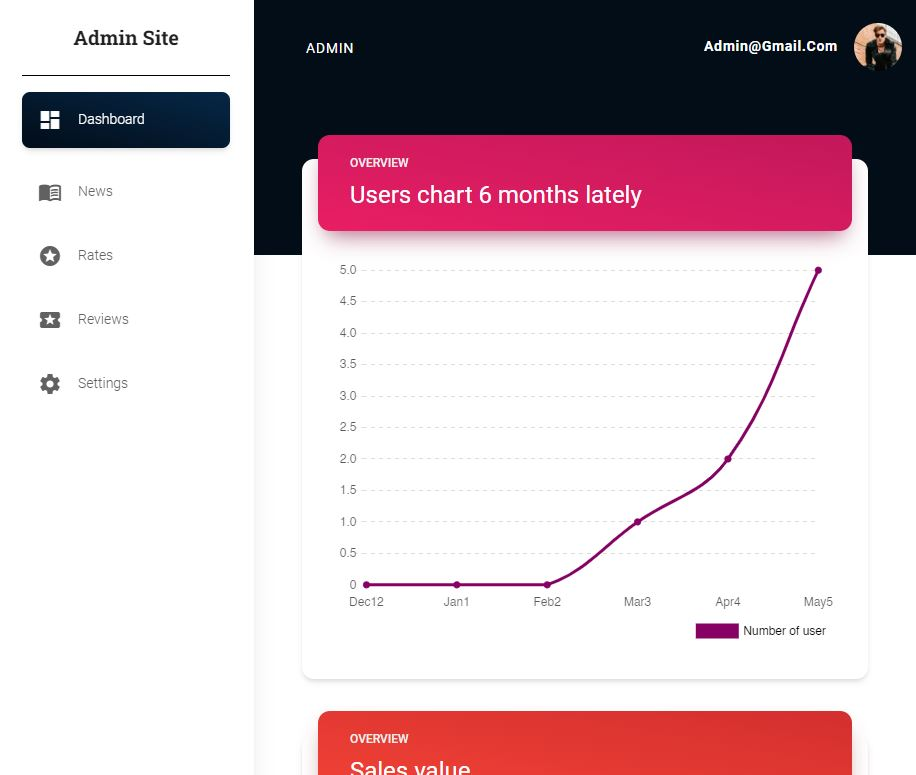 Admin Site
Dashboard
News
Rates
Reviews
Settings
ADMIN
Admin@Gmail.Com
OVERVIEW
Users chart 6 months lately
5.0
4.5
4.0
3.5
3.0
2.5
2.0
1.5
1.0
0.5
0
Dec12 Jan1 Feb2 Mar3 Apr4 May5
Number of user
OVERVIEW
Sales value